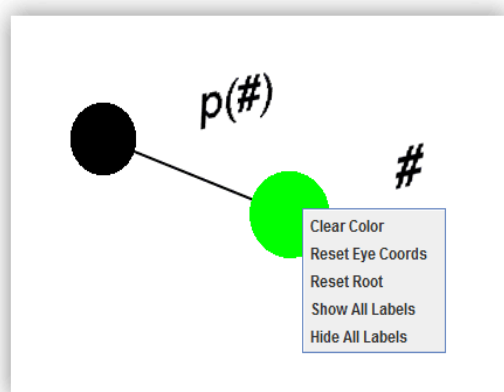 p(#)
#
Clear Color
Reset Eye Coords
Reset Root
Show All Labels
Hide All Labels